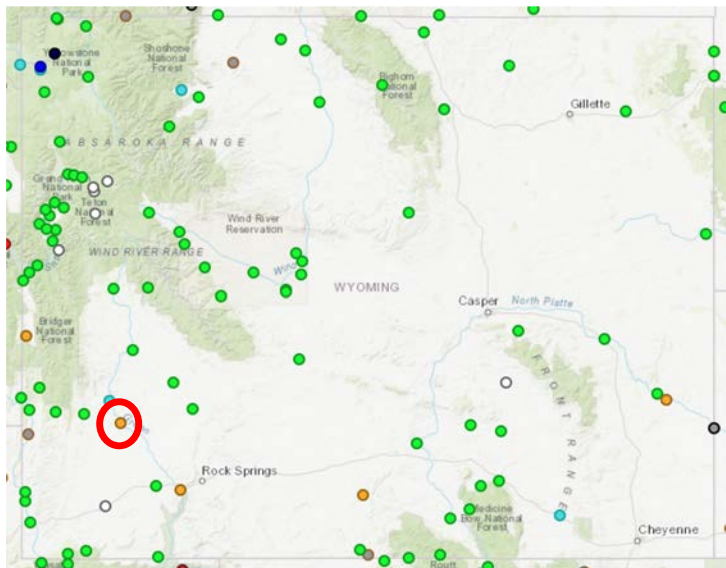 Yellowstone
National
Park
Shoshone
National
Forest
Bighorn
National
Forest
Gillette
ABSAROKA RANGE
Grand
National
Park
Teton
National
Forest
Wind River
Reservation
WIND RIVER RANGE
Wind
WYOMING
Casper
North Platte
Bridger
National
Forest
FRONT RANGE
Rock Springs
Medicine
Bow National
Forest
Cheyenne
Routt